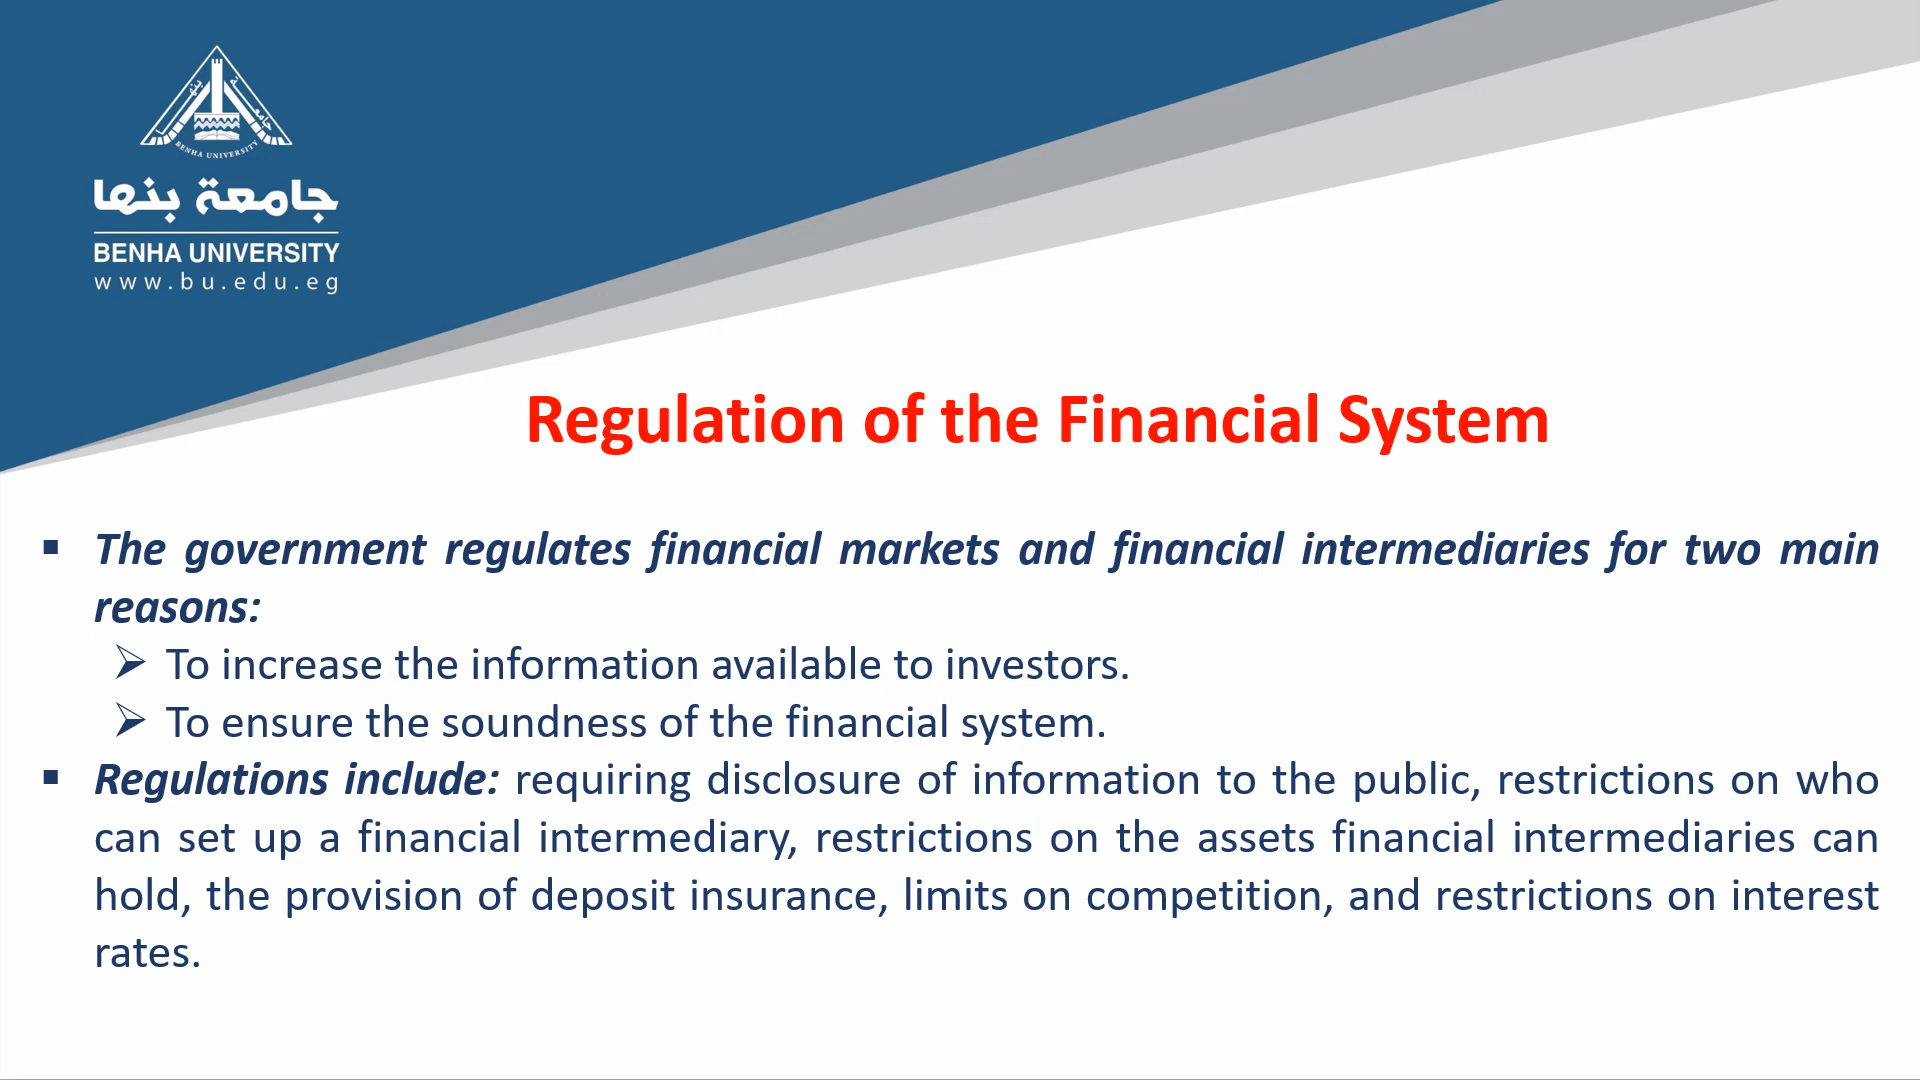 BENHA UNIVERSITY
جامعة بنها
BENHA UNIVERSITY
www.bu.edu.eg
Regulation of the Financial System
▪ The government regulates financial markets and financial intermediaries for two main
reasons:
➢ To increase the information available to investors.
➢ To ensure the soundness of the financial system.
▪ Regulations include: requiring disclosure of information to the public, restrictions on who
can set up a financial intermediary, restrictions on the assets financial intermediaries can
hold, the provision of deposit insurance, limits on competition, and restrictions on interest
rates.